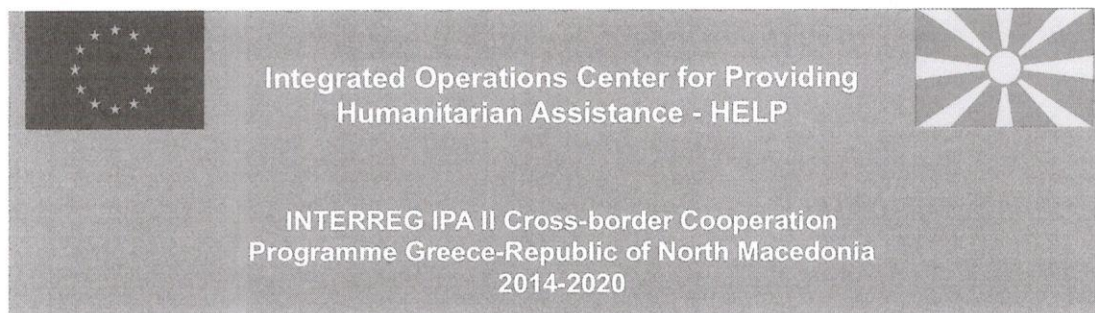 Integrated Operations Center for Providing
Humanitarian Assistance - HELP
INTERREG IPA II Cross-border Cooperation
Programme Greece-Republic of North Macedonia
2014-2020